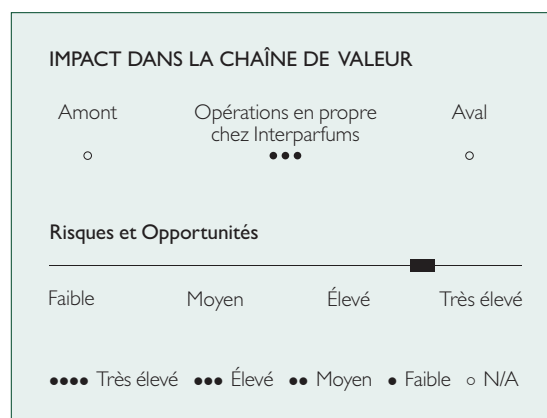 IMPACT DANS LA CHAÎNE DE VALEUR
Amont
Opérations en propre
chez Interparfums
Aval
○ ●●● ○
Risques et Opportunités
Faible Moyen Élevé Très élevé
●●●● Très élevé ●●● Élevé ●● Moyen ● Faible ○ N/A